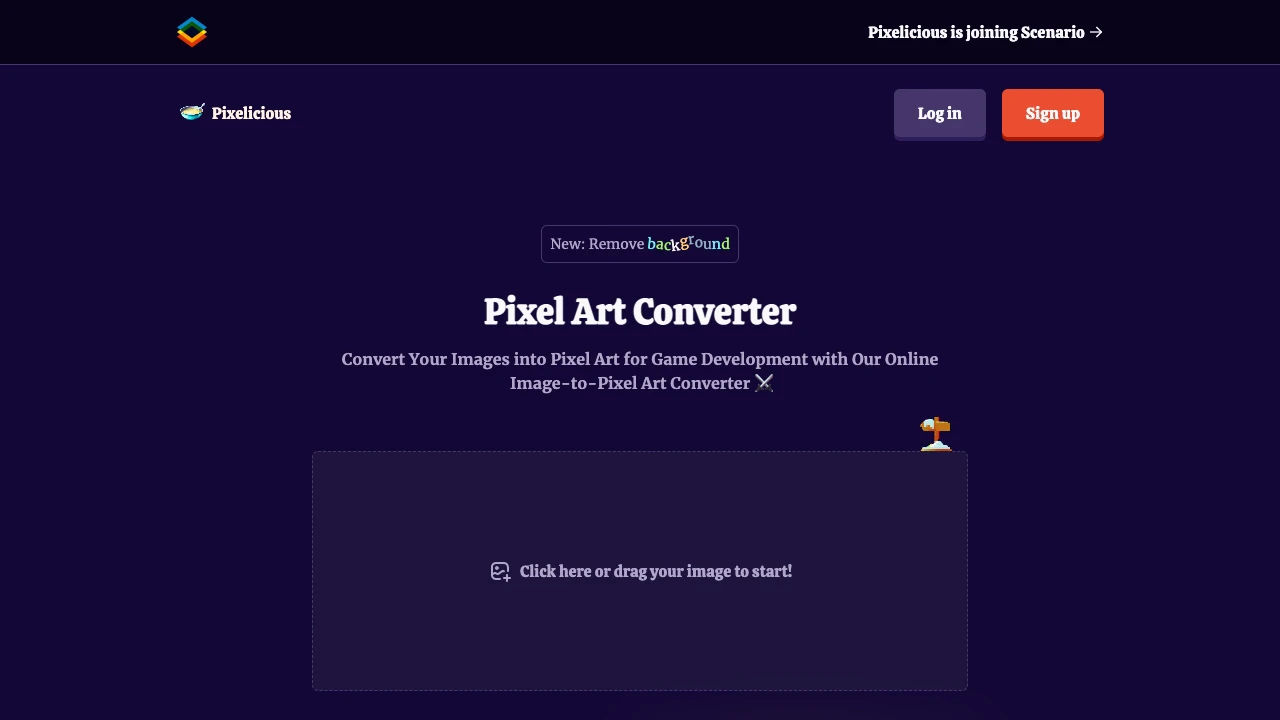 Pixelicious is joining Scenario →
Pixelicious
Log in
Sign up
New: Remove background
Pixel Art Converter
Convert Your Images into Pixel Art for Game Development with Our Online
Image-to-Pixel Art Converter ⚔️
Click here or drag your image to start!